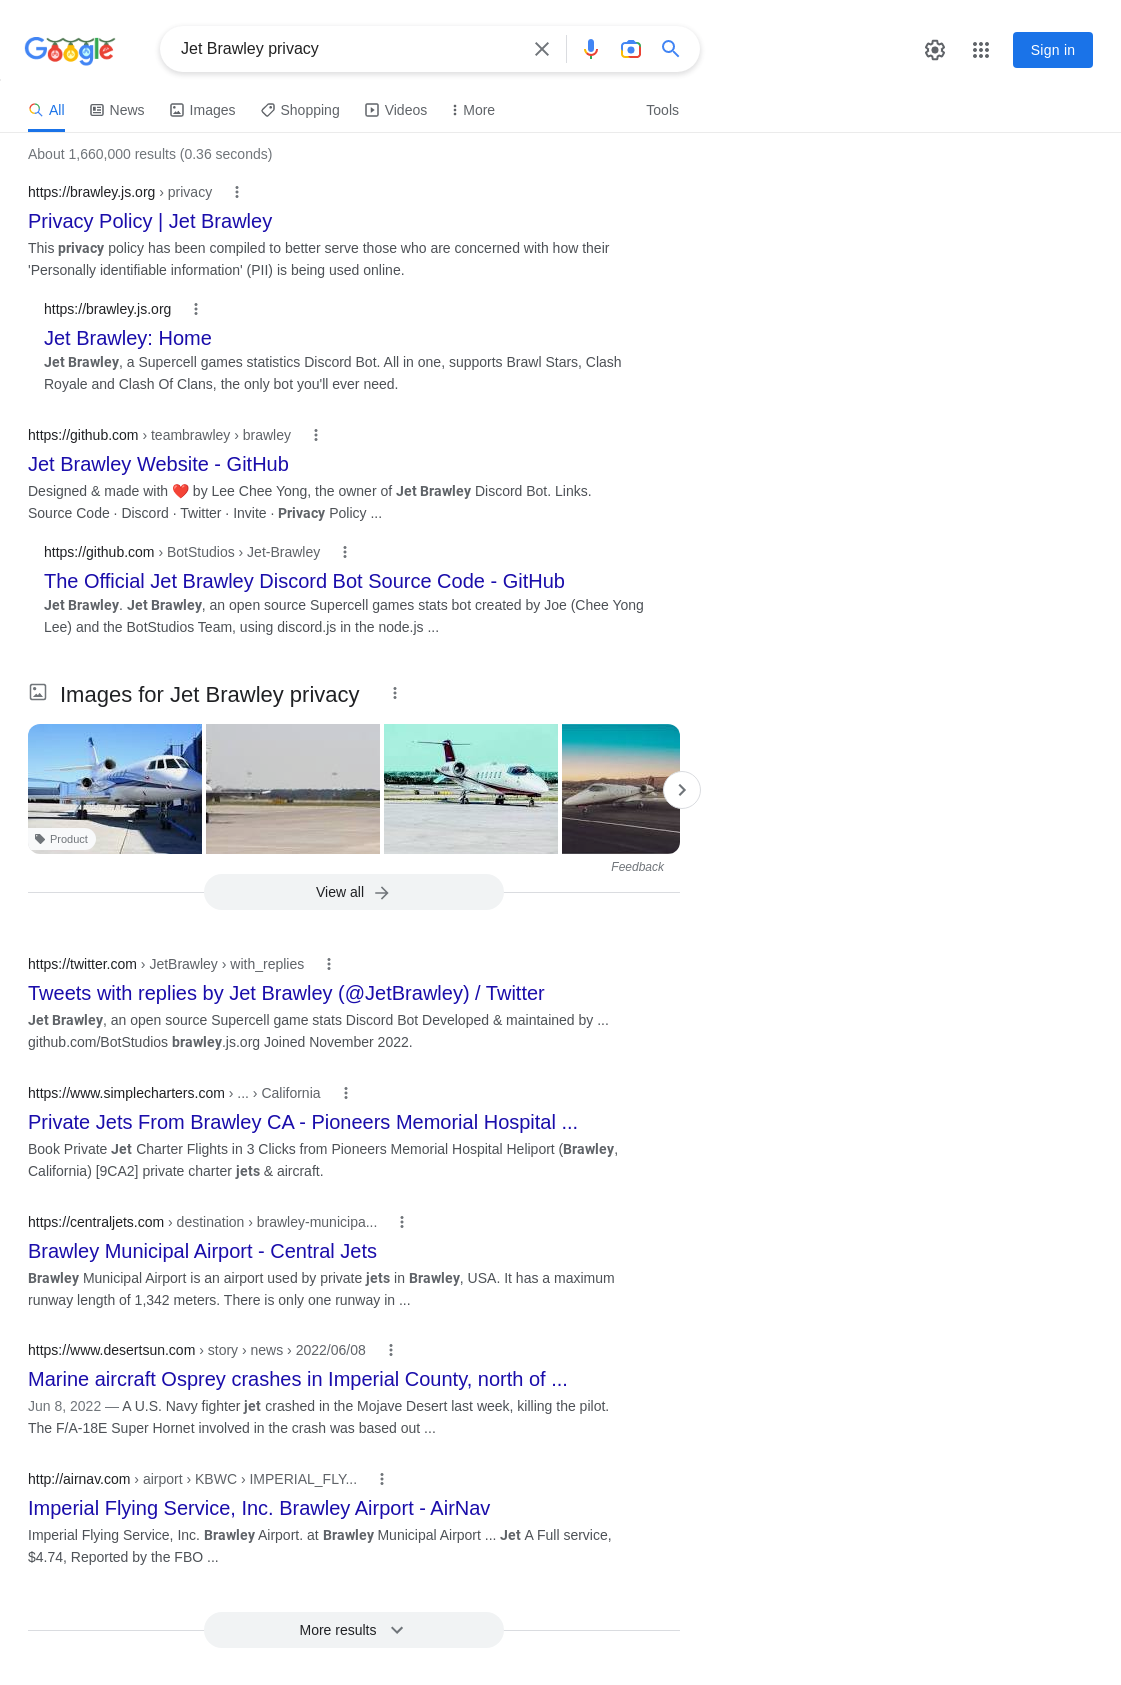 Google
Jet Brawley privacy
Sign in
All
News
Images
Shopping
Videos
More
Tools
About 1,660,000 results (0.36 seconds)
https://brawley.js.org › privacy
Privacy Policy | Jet Brawley
This privacy policy has been compiled to better serve those who are concerned with how their
'Personally identifiable information' (PII) is being used online.
https://brawley.js.org
Jet Brawley: Home
Jet Brawley, a Supercell games statistics Discord Bot. All in one, supports Brawl Stars, Clash
Royale and Clash Of Clans, the only bot you'll ever need.
https://github.com › teambrawley › brawley
Jet Brawley Website - GitHub
Designed & made with ❤️ by Lee Chee Yong, the owner of Jet Brawley Discord Bot. Links.
Source Code · Discord · Twitter · Invite · Privacy Policy ...
https://github.com › BotStudios › Jet-Brawley
The Official Jet Brawley Discord Bot Source Code - GitHub
Jet Brawley. Jet Brawley, an open source Supercell games stats bot created by Joe (Chee Yong
Lee) and the BotStudios Team, using discord.js in the node.js ...
Images for Jet Brawley privacy
Product
Feedback
View all
https://twitter.com › JetBrawley › with_replies
Tweets with replies by Jet Brawley (@JetBrawley) / Twitter
Jet Brawley, an open source Supercell game stats Discord Bot Developed & maintained by ...
github.com/BotStudios brawley.js.org Joined November 2022.
https://www.simplecharters.com › ... › California
Private Jets From Brawley CA - Pioneers Memorial Hospital ...
Book Private Jet Charter Flights in 3 Clicks from Pioneers Memorial Hospital Heliport (Brawley,
California) [9CA2] private charter jets & aircraft.
https://centraljets.com › destination › brawley-municipa...
Brawley Municipal Airport - Central Jets
Brawley Municipal Airport is an airport used by private jets in Brawley, USA. It has a maximum
runway length of 1,342 meters. There is only one runway in ...
https://www.desertsun.com › story › news › 2022/06/08
Marine aircraft Osprey crashes in Imperial County, north of ...
Jun 8, 2022 — A U.S. Navy fighter jet crashed in the Mojave Desert last week, killing the pilot.
The F/A-18E Super Hornet involved in the crash was based out ...
http://airnav.com › airport › KBWC › IMPERIAL_FLY...
Imperial Flying Service, Inc. Brawley Airport - AirNav
Imperial Flying Service, Inc. Brawley Airport. at Brawley Municipal Airport ... Jet A Full service,
$4.74, Reported by the FBO ...
More results